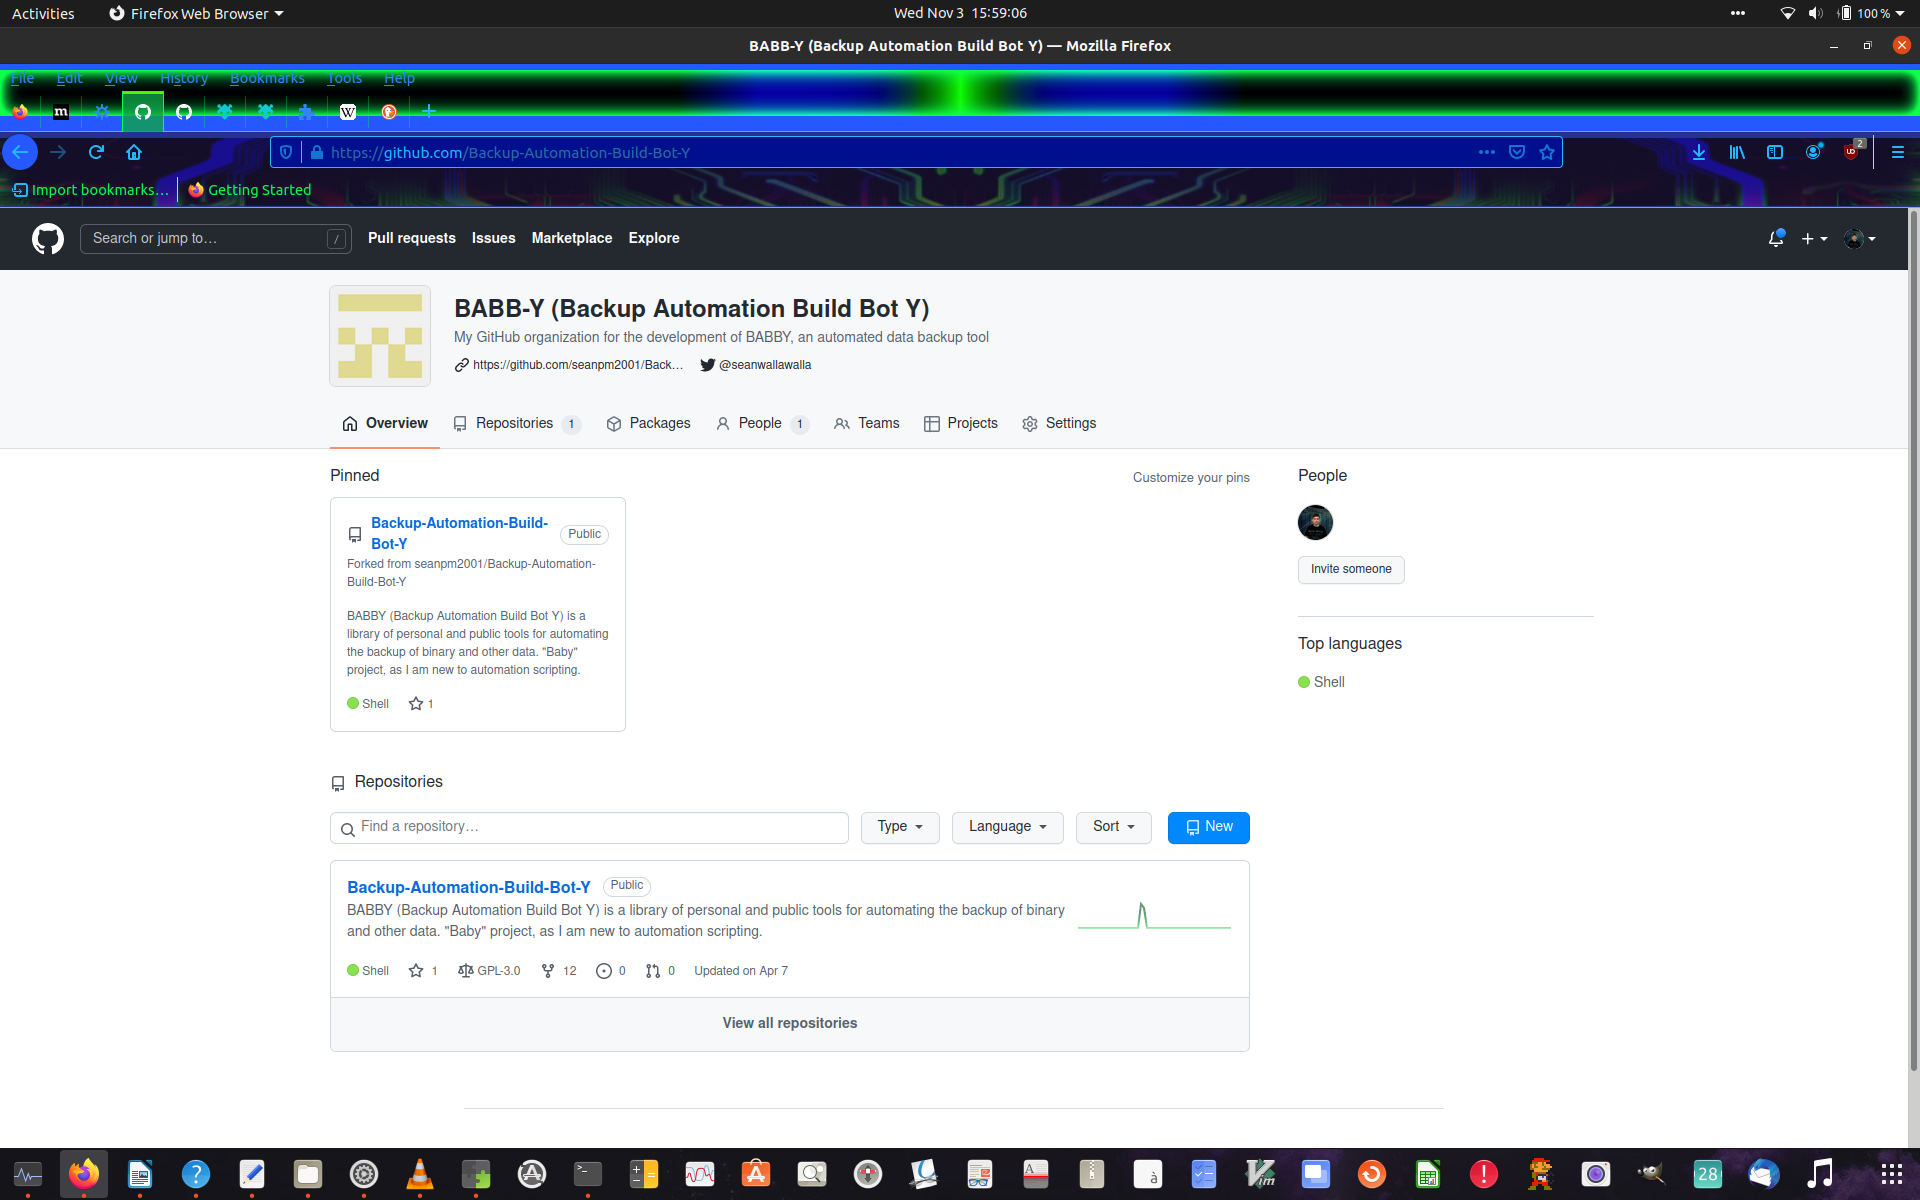 Activities
Firefox Web Browser
Wed Nov 3 15:59:06
100 %
BABB-Y (Backup Automation Build Bot Y) — Mozilla Firefox
File Edit View History Bookmarks Tools Help
m
W
https://github.com/Backup-Automation-Build-Bot-Y
2
Import bookmarks...
Getting Started
Search or jump to…
/
Pull requests
Issues
Marketplace
Explore
BABB-Y (Backup Automation Build Bot Y)
My GitHub organization for the development of BABBY, an automated data backup tool
https://github.com/seanpm2001/Back…
@seanwallawalla
Overview
Repositories 1
Packages
People 1
Teams
Projects
Settings
Pinned
Customize your pins
Backup-Automation-Build-
Bot-Y
Public
Forked from seanpm2001/Backup-Automation-
Build-Bot-Y
BABBY (Backup Automation Build Bot Y) is a
library of personal and public tools for automating
the backup of binary and other data. "Baby"
project, as I am new to automation scripting.
Shell
1
People
Invite someone
Top languages
Shell
Repositories
Find a repository…
Type
Language
Sort
New
Backup-Automation-Build-Bot-Y
Public
BABBY (Backup Automation Build Bot Y) is a library of personal and public tools for automating the backup of binary
and other data. "Baby" project, as I am new to automation scripting.
Shell
1
GPL-3.0
12
0
0
Updated on Apr 7
View all repositories
28